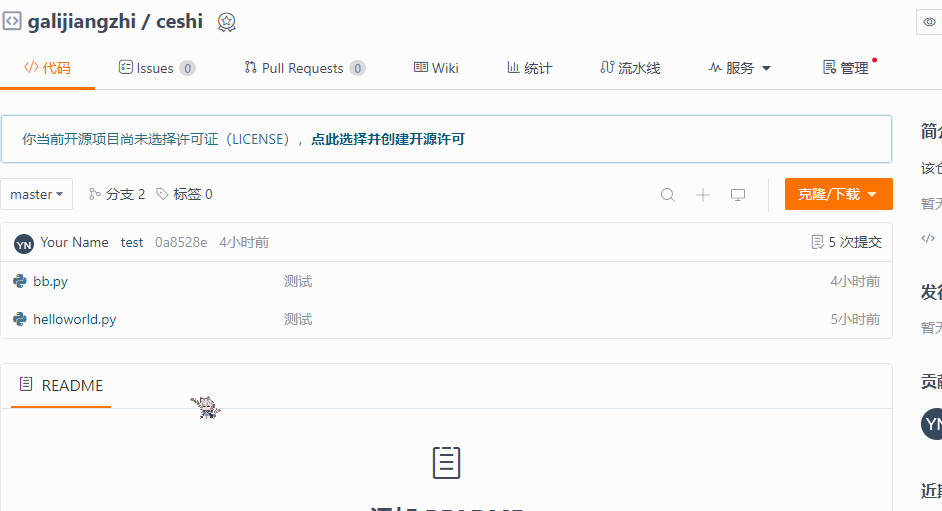 galijiangzhi / ceshi
代码 Issues 0 Pull Requests 0 Wiki 统计 流水线 服务 管理
你当前开源项目尚未选择许可证（LICENSE），点此选择并创建开源许可
master 分支 2 标签 0 克隆/下载
YN Your Name test 0a8528e 4小时前 5 次提交
bb.py 测试 4小时前
helloworld.py 测试 5小时前
README
简
该
暂
发
暂
贡
YN
近